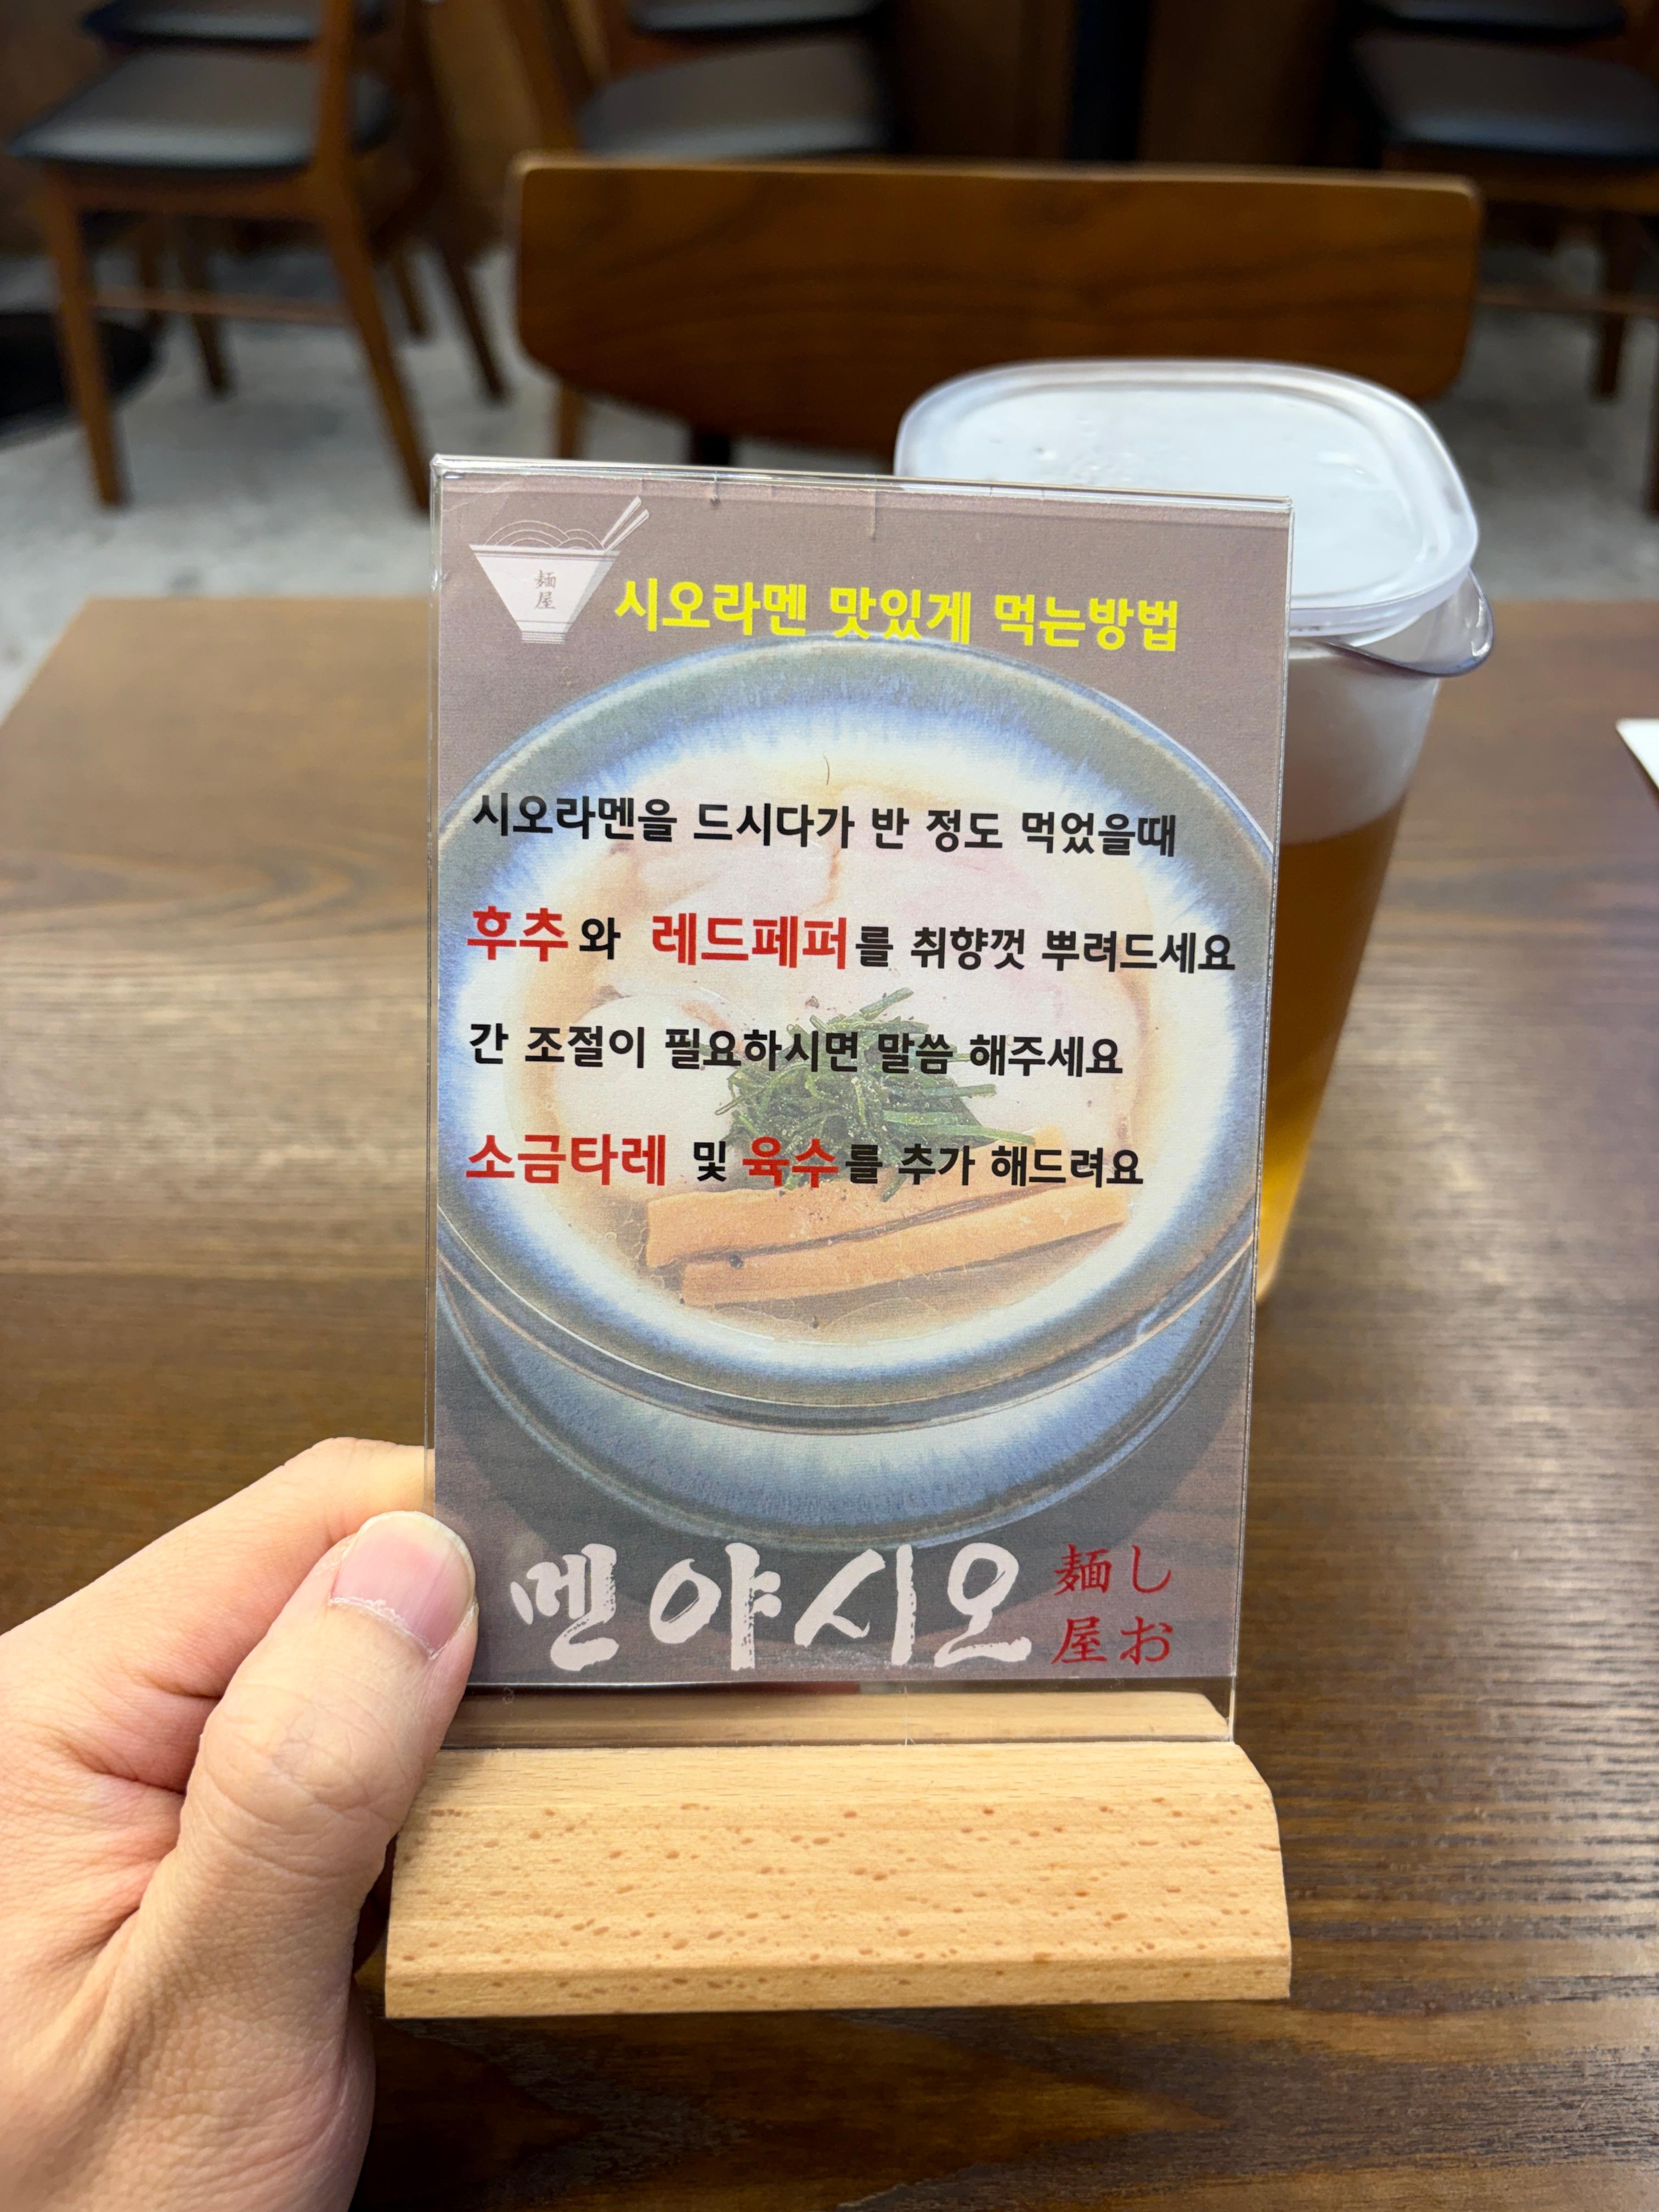 麺屋
시오라멘 맛있게 먹는방법
시오라멘을 드시다가 반 정도 먹었을때
후추와 레드페퍼를 취향껏 뿌려드세요
간 조절이 필요하시면 말씀 해주세요
소금타레 및 육수를 추가 해드려요
멘야시오
麺し
屋お